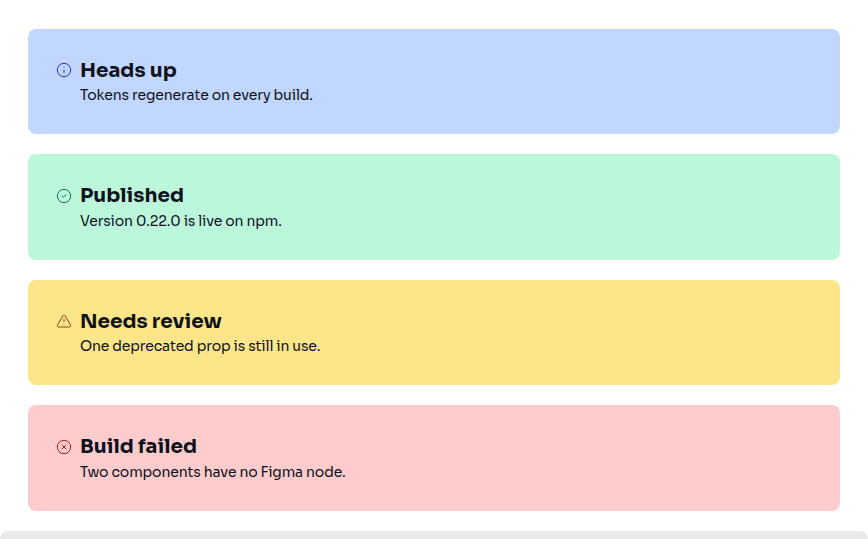 Heads up
Tokens regenerate on every build.
Published
Version 0.22.0 is live on npm.
Needs review
One deprecated prop is still in use.
Build failed
Two components have no Figma node.